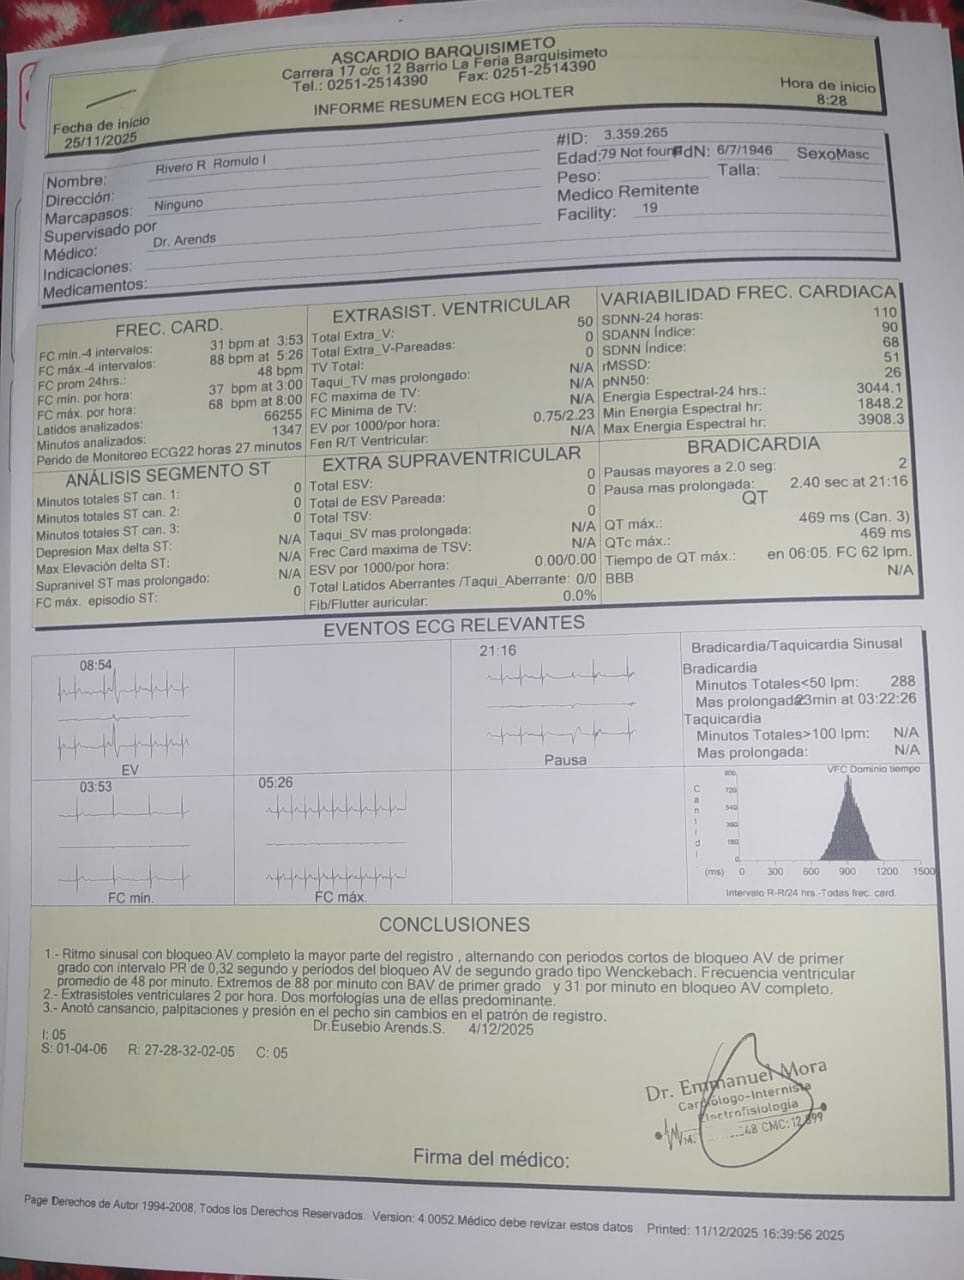 ASCARDIO BARQUISIMETO
Carrera 17 c/c 12 Barrio La Feria Barquisimeto
Tel.: 0251-2514390 Fax: 0251-2514390
INFORME RESUMEN ECG HOLTER
Fecha de inicio
25/11/2025
Hora de inicio
8:28
Nombre: Rivero R Romulo I
Dirección:
Marcapasos: Ninguno
Supervisado por
Médico: Dr. Arends
Indicaciones:
Medicamentos:
#ID: 3.359.265
Edad:79 Not found FdN: 6/7/1946 SexoMasc
Peso: Talla:
Medico Remitente
Facility: 19
FREC. CARD.
FC min.-4 intervalos: 31 bpm at 3:53
FC máx.-4 intervalos: 88 bpm at 5:26
FC prom 24hrs.: 48 bpm
FC min. por hora: 37 bpm at 3:00
FC máx. por hora: 68 bpm at 8:00
Latidos analizados: 66255
Minutos analizados: 1347
Perido de Monitoreo ECG22 horas 27 minutos
EXTRASIST. VENTRICULAR
Total Extra_V: 50
Total Extra_V-Pareadas: 0
TV Total: 0
Taqui_TV mas prolongado: N/A
FC maxima de TV: N/A
FC Minima de TV: N/A
EV por 1000/por hora: 0.75/2.23
Fen R/T Ventricular: N/A
VARIABILIDAD FREC. CARDIACA
SDNN-24 horas: 110
SDANN Índice: 90
SDNN Índice: 68
rMSSD: 51
pNN50: 26
Energia Espectral-24 hrs.: 3044.1
Min Energia Espectral hr: 1848.2
Max Energia Espectral hr: 3908.3
ANÁLISIS SEGMENTO ST
Minutos totales ST can. 1: 0
Minutos totales ST can. 2: 0
Minutos totales ST can. 3: 0
Depresion Max delta ST: N/A
Max Elevación delta ST: N/A
Supranivel ST mas prolongado: N/A
FC máx. episodio ST: 0
EXTRA SUPRAVENTRICULAR
Total ESV: 0
Total de ESV Pareada: 0
Total TSV: 0
Taqui_SV mas prolongada: N/A
Frec Card maxima de TSV: N/A
ESV por 1000/por hora: 0.00/0.00
Total Latidos Aberrantes /Taqui_Aberrante: 0/0
Fib/Flutter auricular: 0.0%
BRADICARDIA
Pausas mayores a 2.0 seg: 2
Pausa mas prolongada: 2.40 sec at 21:16
QT
QT máx.: 469 ms (Can. 3)
QTc máx.: 469 ms
Tiempo de QT máx.: en 06:05. FC 62 lpm.
BBB N/A
EVENTOS ECG RELEVANTES
08:54
EV
21:16
Pausa
03:53
FC min.
05:26
FC máx.
Bradicardia/Taquicardia Sinusal
Bradicardia
Minutos Totales<50 lpm: 288
Mas prolongada23min at 03:22:26
Taquicardia
Minutos Totales>100 lpm: N/A
Mas prolongada: N/A
VFC Dominio tiempo
900
720
540
360
180
0
(ms) 0 300 600 900 1200 1500
Intervalo R-R/24 hrs.-Todas frec. card.
CONCLUSIONES
1.- Ritmo sinusal con bloqueo AV completo la mayor parte del registro , alternando con periodos cortos de bloqueo AV de primer
grado con intervalo PR de 0,32 segundo y períodos del bloqueo AV de segundo grado tipo Wenckebach. Frecuencia ventricular
promedio de 48 por minuto. Extremos de 88 por minuto con BAV de primer grado y 31 por minuto en bloqueo AV completo.
2.- Extrasistoles ventriculares 2 por hora. Dos morfologías una de ellas predominante.
3.- Anotó cansancio, palpitaciones y presión en el pecho sin cambios en el patrón de registro.
Dr.Eusebio Arends.S. 4/12/2025
I: 05
S: 01-04-06 R: 27-28-32-02-05 C: 05
Dr. Emmanuel Mora
Cardiólogo-Internista
Electrofisiología
48 CMC:
Firma del médico:
Page Derechos de Autor 1994-2008, Todos los Derechos Reservados. Version: 4.0052.Médico debe revizar estos datos Printed: 11/12/2025 16:39:56 2025